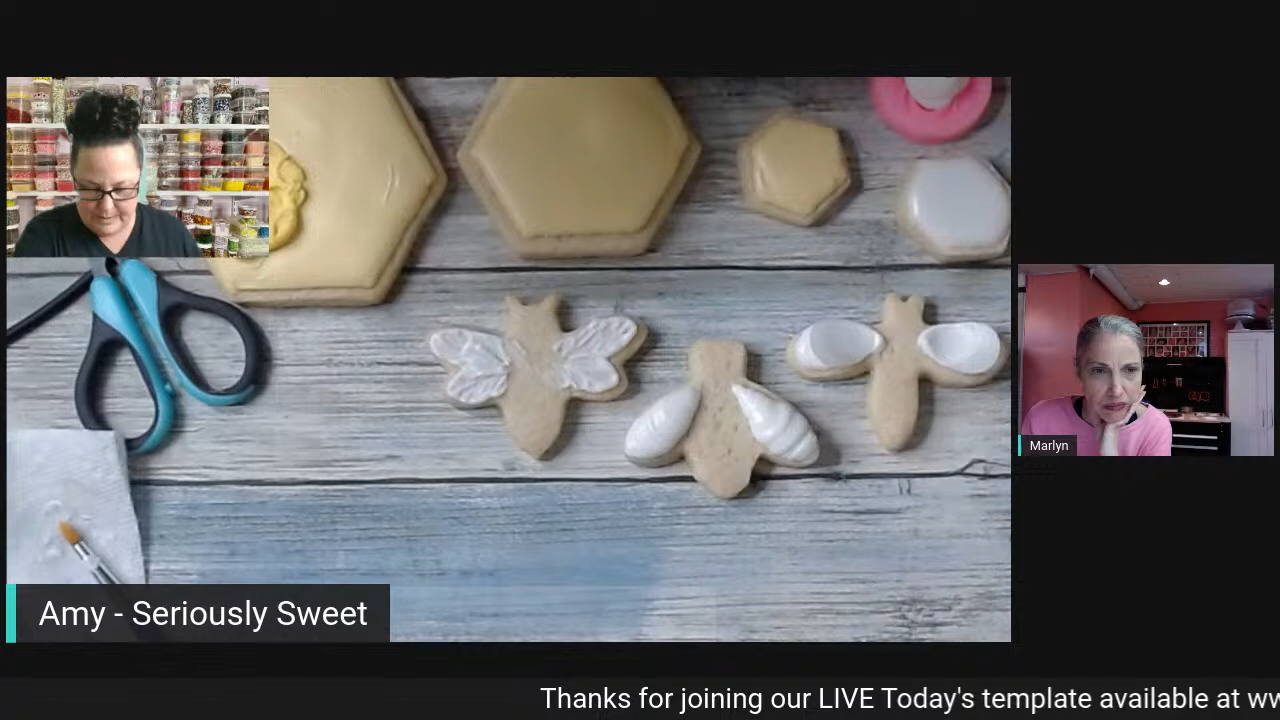 Marlyn
Amy - Seriously Sweet
Thanks for joining our LIVE Today's template available at